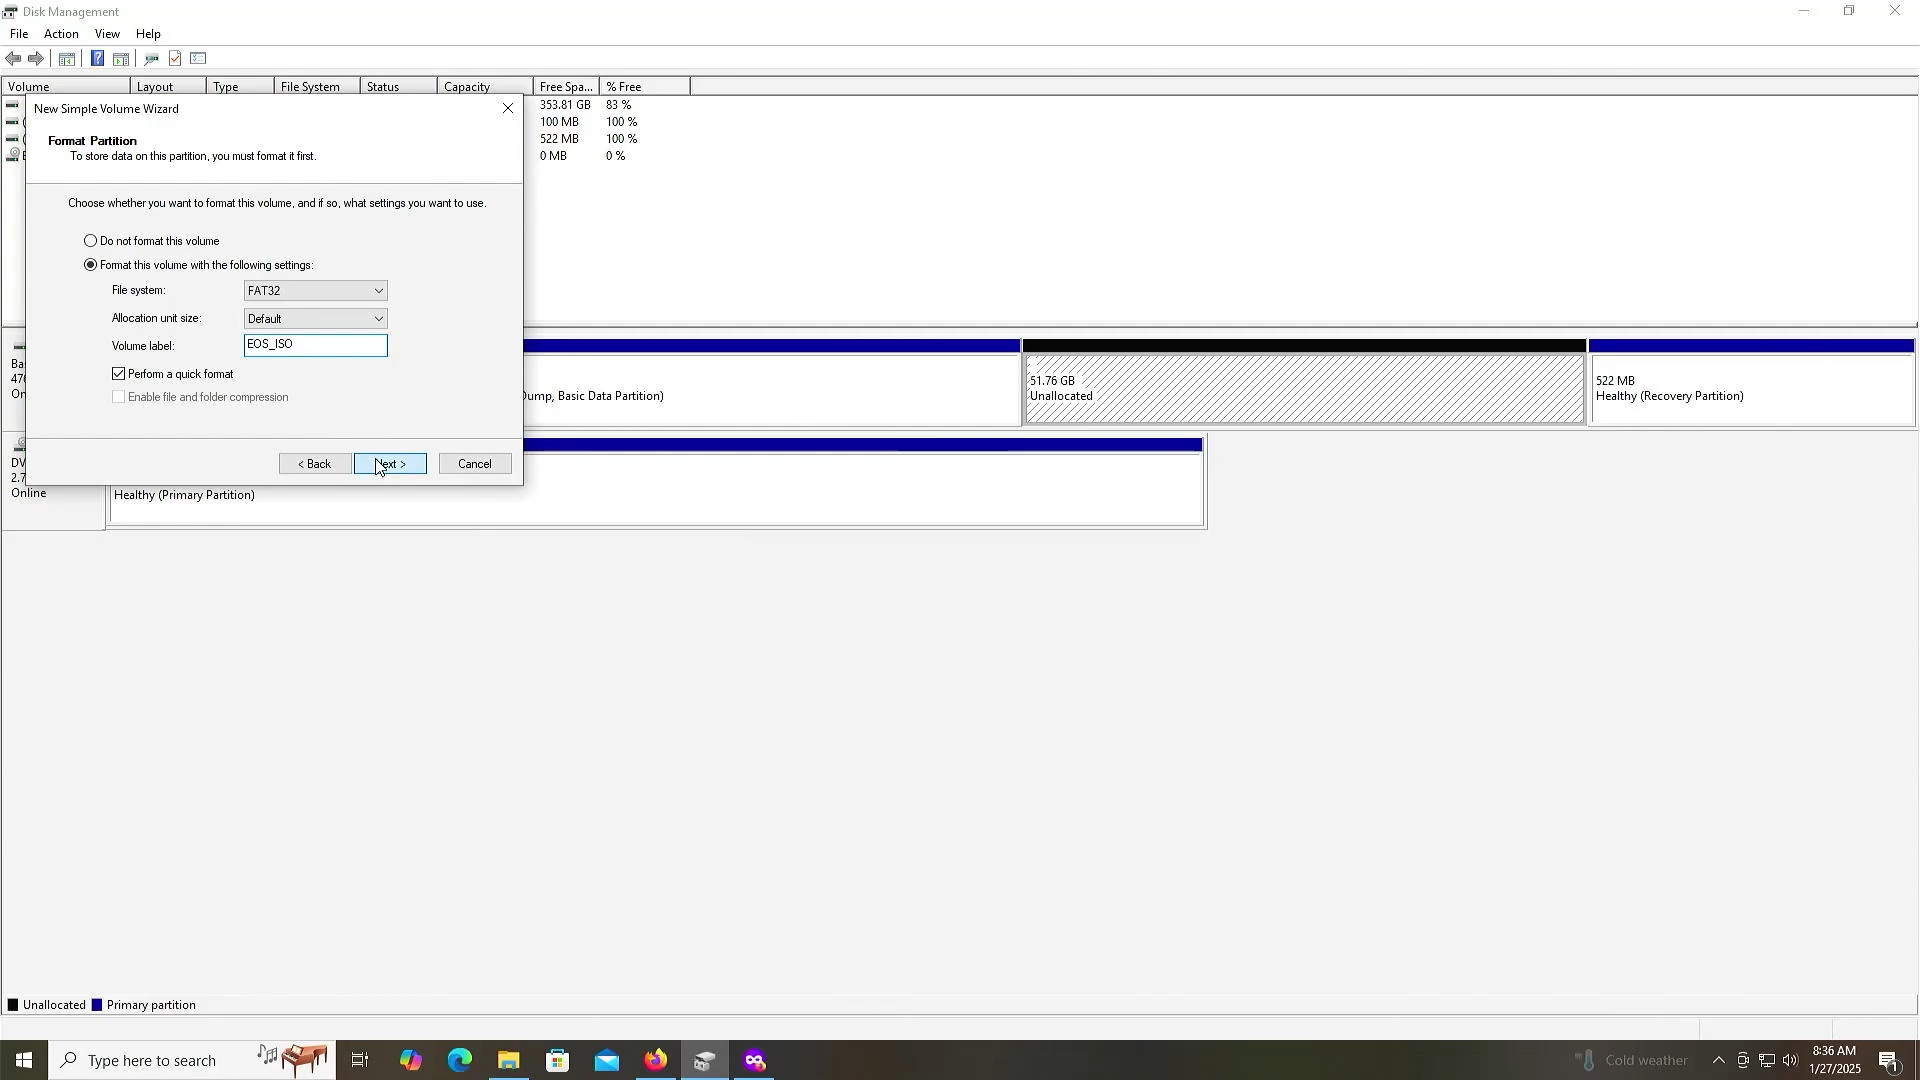 Disk Management
File Action View Help
Volume Layout Type File System Status Capacity Free Spa... % Free
New Simple Volume Wizard
353.81 GB 83 %
100 MB 100 %
522 MB 100 %
0 MB 0 %
Format Partition
To store data on this partition, you must format it first.
Choose whether you want to format this volume, and if so, what settings you want to use.
Do not format this volume
Format this volume with the following settings:
File system: FAT32
Allocation unit size: Default
Volume label: EOS_ISO
Perform a quick format
Enable file and folder compression
< Back Next > Cancel
Dump, Basic Data Partition)
51.76 GB
Unallocated
522 MB
Healthy (Recovery Partition)
Online
Healthy (Primary Partition)
Unallocated Primary partition
Type here to search
Cold weather
8:36 AM
1/27/2025
1